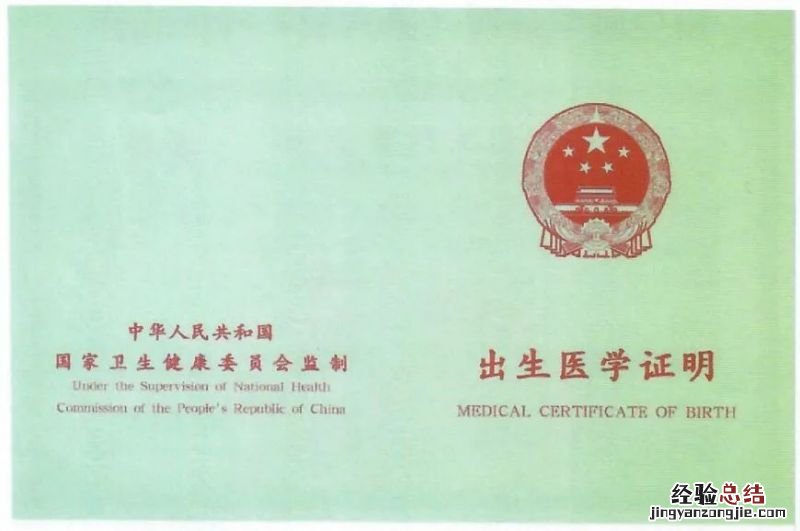 中华人民共和国
国家卫生健康委员会监制
Under the Supervision of National Health
Commission of the People's Republic of China
出生医学证明
MEDICAL CERTIFICATE OF BIRTH
经验总结
jingyanzongjie.com